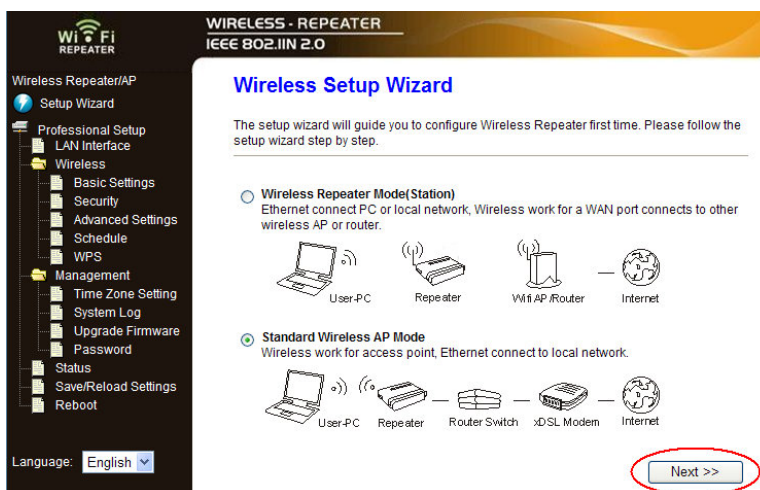 Wi Fi
REPEATER
WIRELESS - REPEATER
IEEE 802.11N 2.0
Wireless Repeater/AP
Setup Wizard
Professional Setup
LAN Interface
Wireless
Basic Settings
Security
Advanced Settings
Schedule
WPS
Management
Time Zone Setting
System Log
Upgrade Firmware
Password
Status
Save/Reload Settings
Reboot
Language: English
Wireless Setup Wizard
The setup wizard will guide you to configure Wireless Repeater first time. Please follow the
setup wizard step by step.
Wireless Repeater Mode(Station)
Ethernet connect PC or local network, Wireless work for a WAN port connects to other
wireless AP or router.
User-PC Repeater Wifi AP /Router Internet
Standard Wireless AP Mode
Wireless work for access point, Ethernet connect to local network.
User-PC Repeater Router Switch xDSL Modem Internet
Next >>